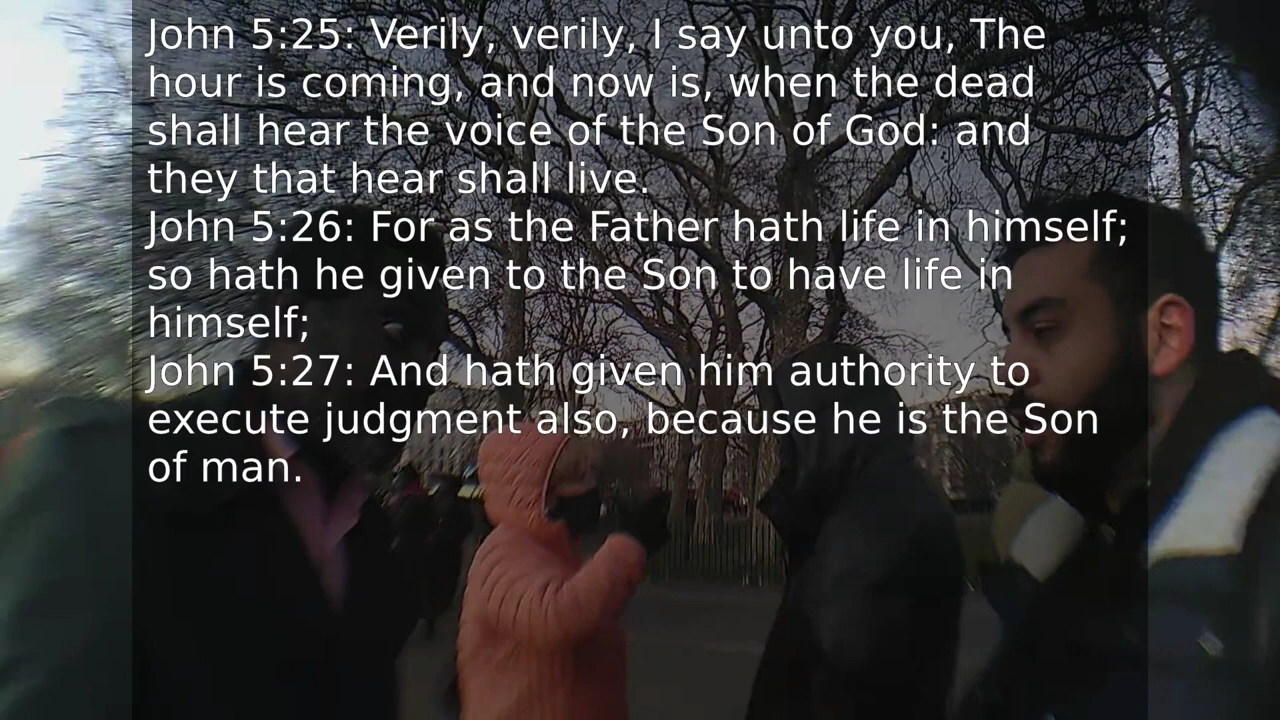 John 5:25: Verily, verily, I say unto you, The
hour is coming, and now is, when the dead
shall hear the voice of the Son of God: and
they that hear shall live.
John 5:26: For as the Father hath life in himself;
so hath he given to the Son to have life in
himself;
John 5:27: And hath given him authority to
execute judgment also, because he is the Son
of man.